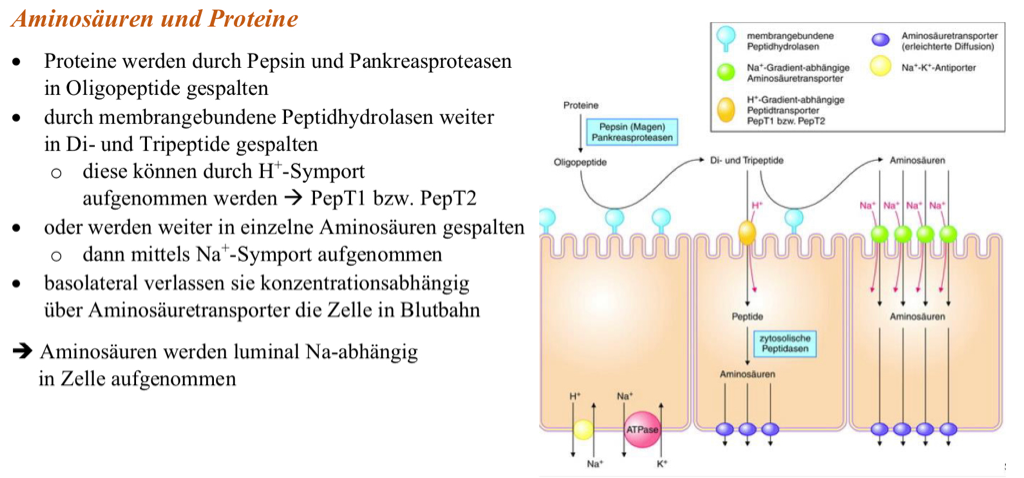 Aminosäuren und Proteine
• Proteine werden durch Pepsin und Pankreasproteasen
in Oligopeptide gespalten
• durch membrangebundene Peptidhydrolasen weiter
in Di- und Tripeptide gespalten
o diese können durch H⁺-Symport
aufgenommen werden ➔ PepT1 bzw. PepT2
• oder werden weiter in einzelne Aminosäuren gespalten
o dann mittels Na⁺-Symport aufgenommen
• basolateral verlassen sie konzentrationsabhängig
über Aminosäuretransporter die Zelle in Blutbahn
➔ Aminosäuren werden luminal Na-abhängig
in Zelle aufgenommen
membrangebundene
Peptidhydrolasen
Na⁺-Gradient-abhängige
Aminosäuretransporter
H⁺-Gradient-abhängige
Peptidtransporter
PepT1 bzw. PepT2
Aminosäuretransporter
(erleichterte Diffusion)
Na⁺-K⁺-Antiporter
Proteine
Pepsin (Magen)
Pankreasproteasen
Oligopeptide
Di- und Tripeptide
Aminosäuren
H⁺
Na⁺ Na⁺ Na⁺ Na⁺
Peptide
Aminosäuren
zytosolische
Peptidasen
Aminosäuren
H⁺
Na⁺
ATPase
Na⁺
K⁺